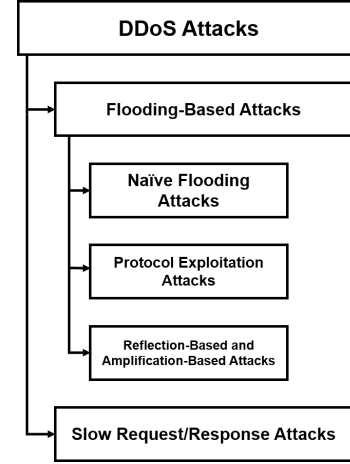 DDoS Attacks
Flooding-Based Attacks
Naïve Flooding
Attacks
Protocol Exploitation
Attacks
Reflection-Based and
Amplification-Based Attacks
Slow Request/Response Attacks